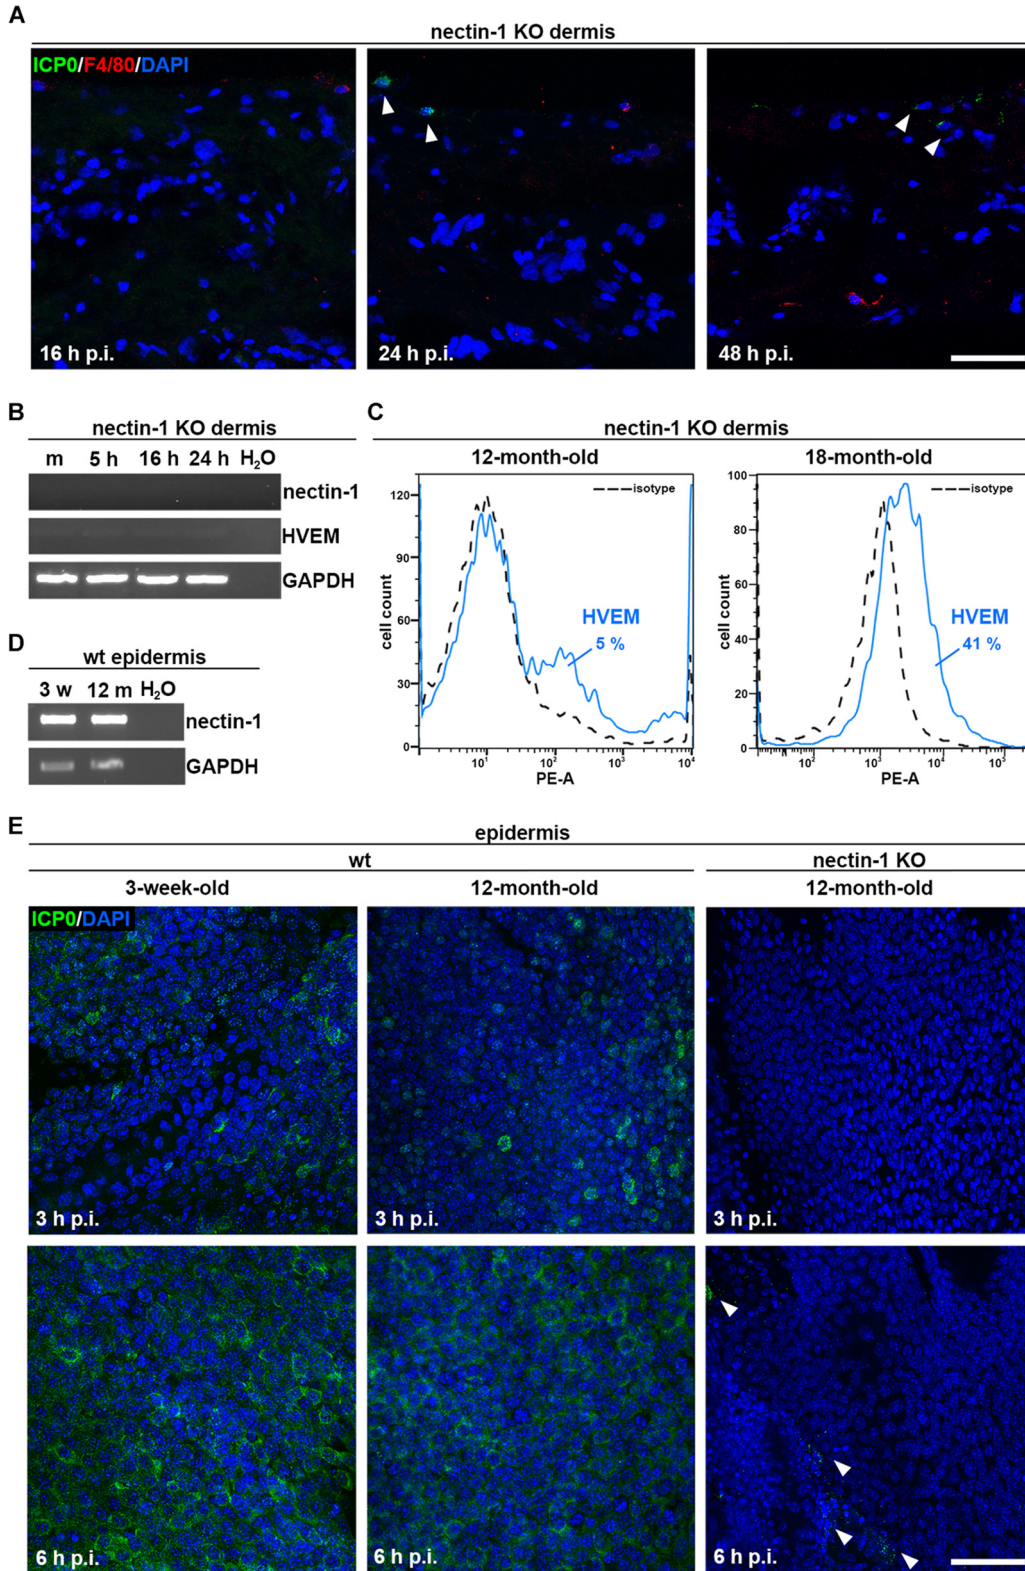 A
nectin-1 KO dermis
ICP0/F4/80/DAPI
16 h p.i.
24 h p.i.
48 h p.i.
B
nectin-1 KO dermis
m 5 h 16 h 24 h H₂O
nectin-1
HVEM
GAPDH
C
nectin-1 KO dermis
12-month-old
cell count
120
90
60
30
0
isotype
HVEM
5 %
10¹ 10² 10³ 10⁴
PE-A
18-month-old
cell count
100
80
60
40
20
0
isotype
HVEM
41 %
10² 10³ 10⁴ 10⁵
PE-A
D
wt epidermis
3 w 12 m H₂O
nectin-1
GAPDH
E
epidermis
wt
nectin-1 KO
3-week-old
12-month-old
12-month-old
ICP0/DAPI
3 h p.i.
3 h p.i.
3 h p.i.
6 h p.i.
6 h p.i.
6 h p.i.